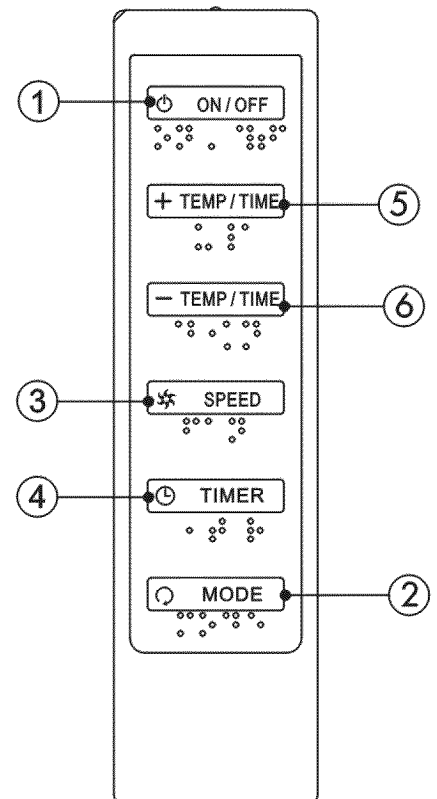 1 ON / OFF
+ TEMP / TIME 5
− TEMP / TIME 6
3 SPEED
4 TIMER
MODE 2